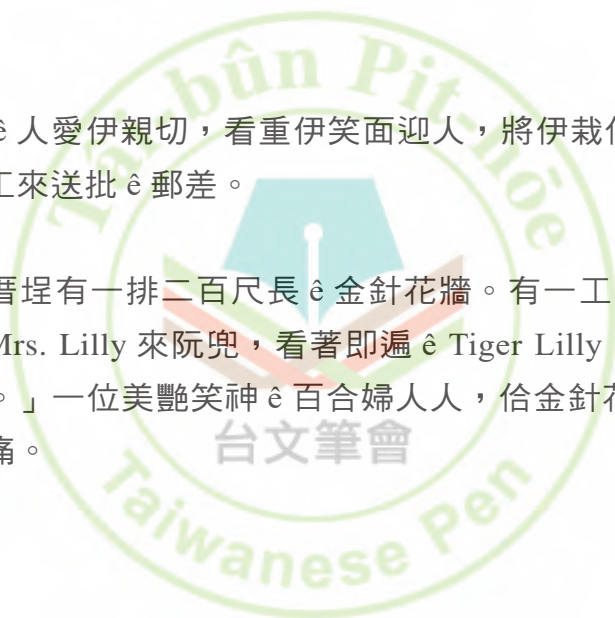 ê 人愛伊親切，看重伊笑面迎人，將伊栽
工來送批 ê 郵差。
厝埕有一排二百尺長 ê 金針花牆。有一工
Mrs. Lilly 來阮兜，看著即遍 ê Tiger Lilly
。」一位美艷笑神 ê 百合婦人人，佮金針花
痛。
Tâi-bûn Pit-hōe
台文筆會
Taiwanese Pen